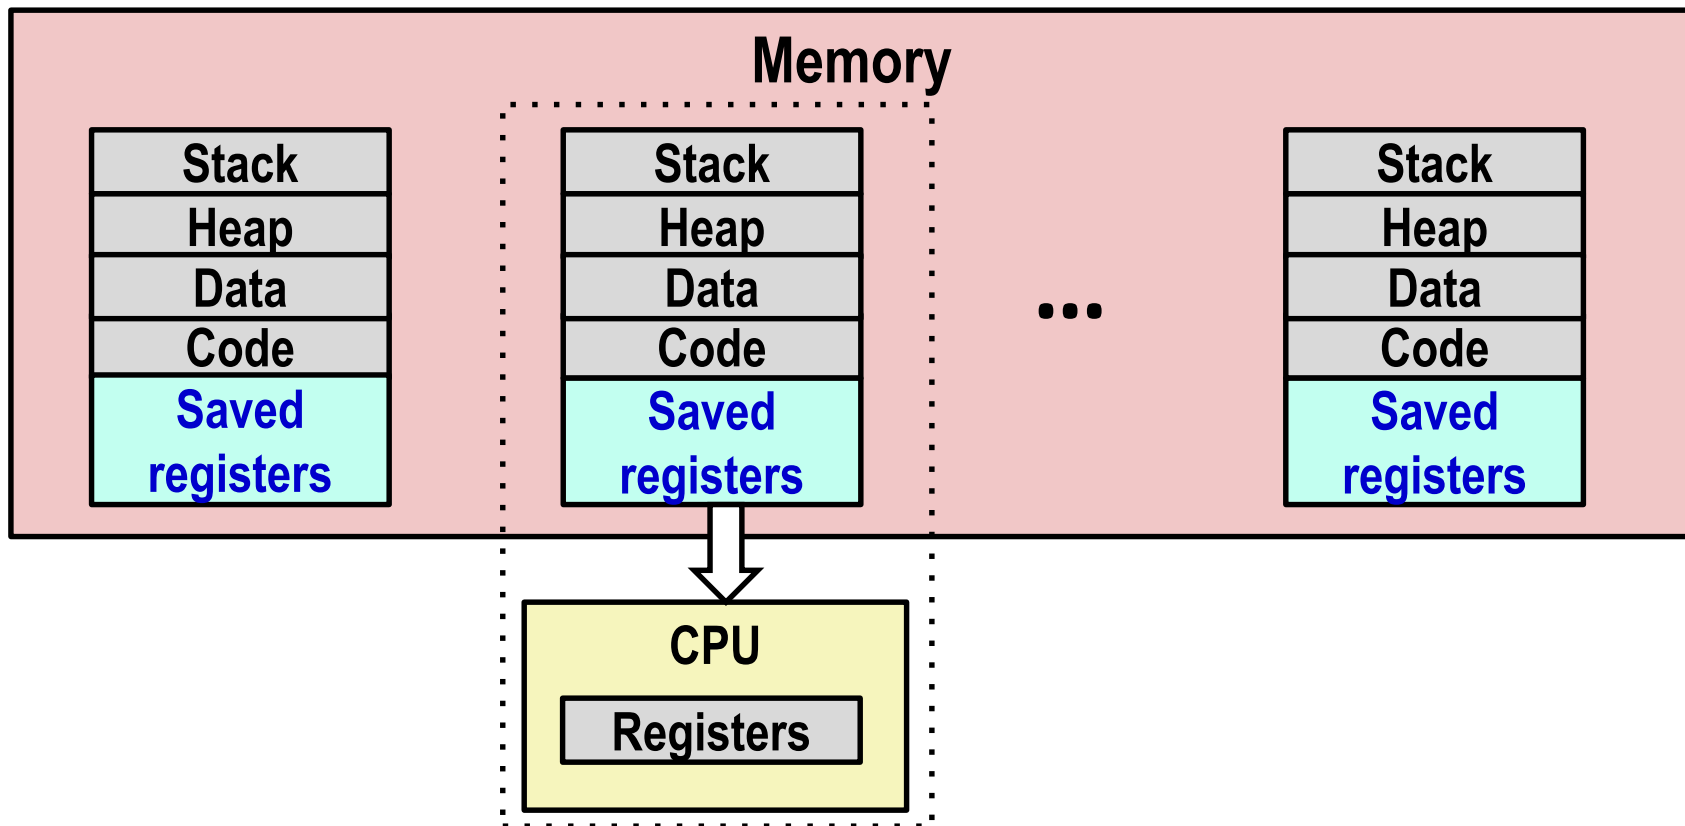 Memory
Stack
Heap
Data
Code
Saved
registers
Stack
Heap
Data
Code
Saved
registers
...
Stack
Heap
Data
Code
Saved
registers
CPU
Registers